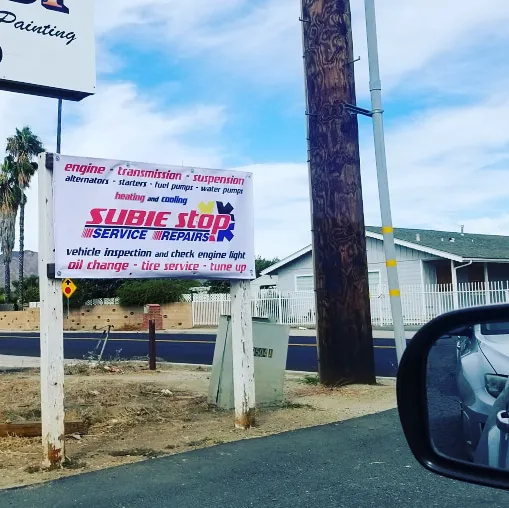 Painting
engine - transmission - suspension
alternators - starters - fuel pumps - water pumps
heating and cooling
SUBIE stop
SERVICE REPAIRS
vehicle inspection and check engine light
oil change - tire service - tune up